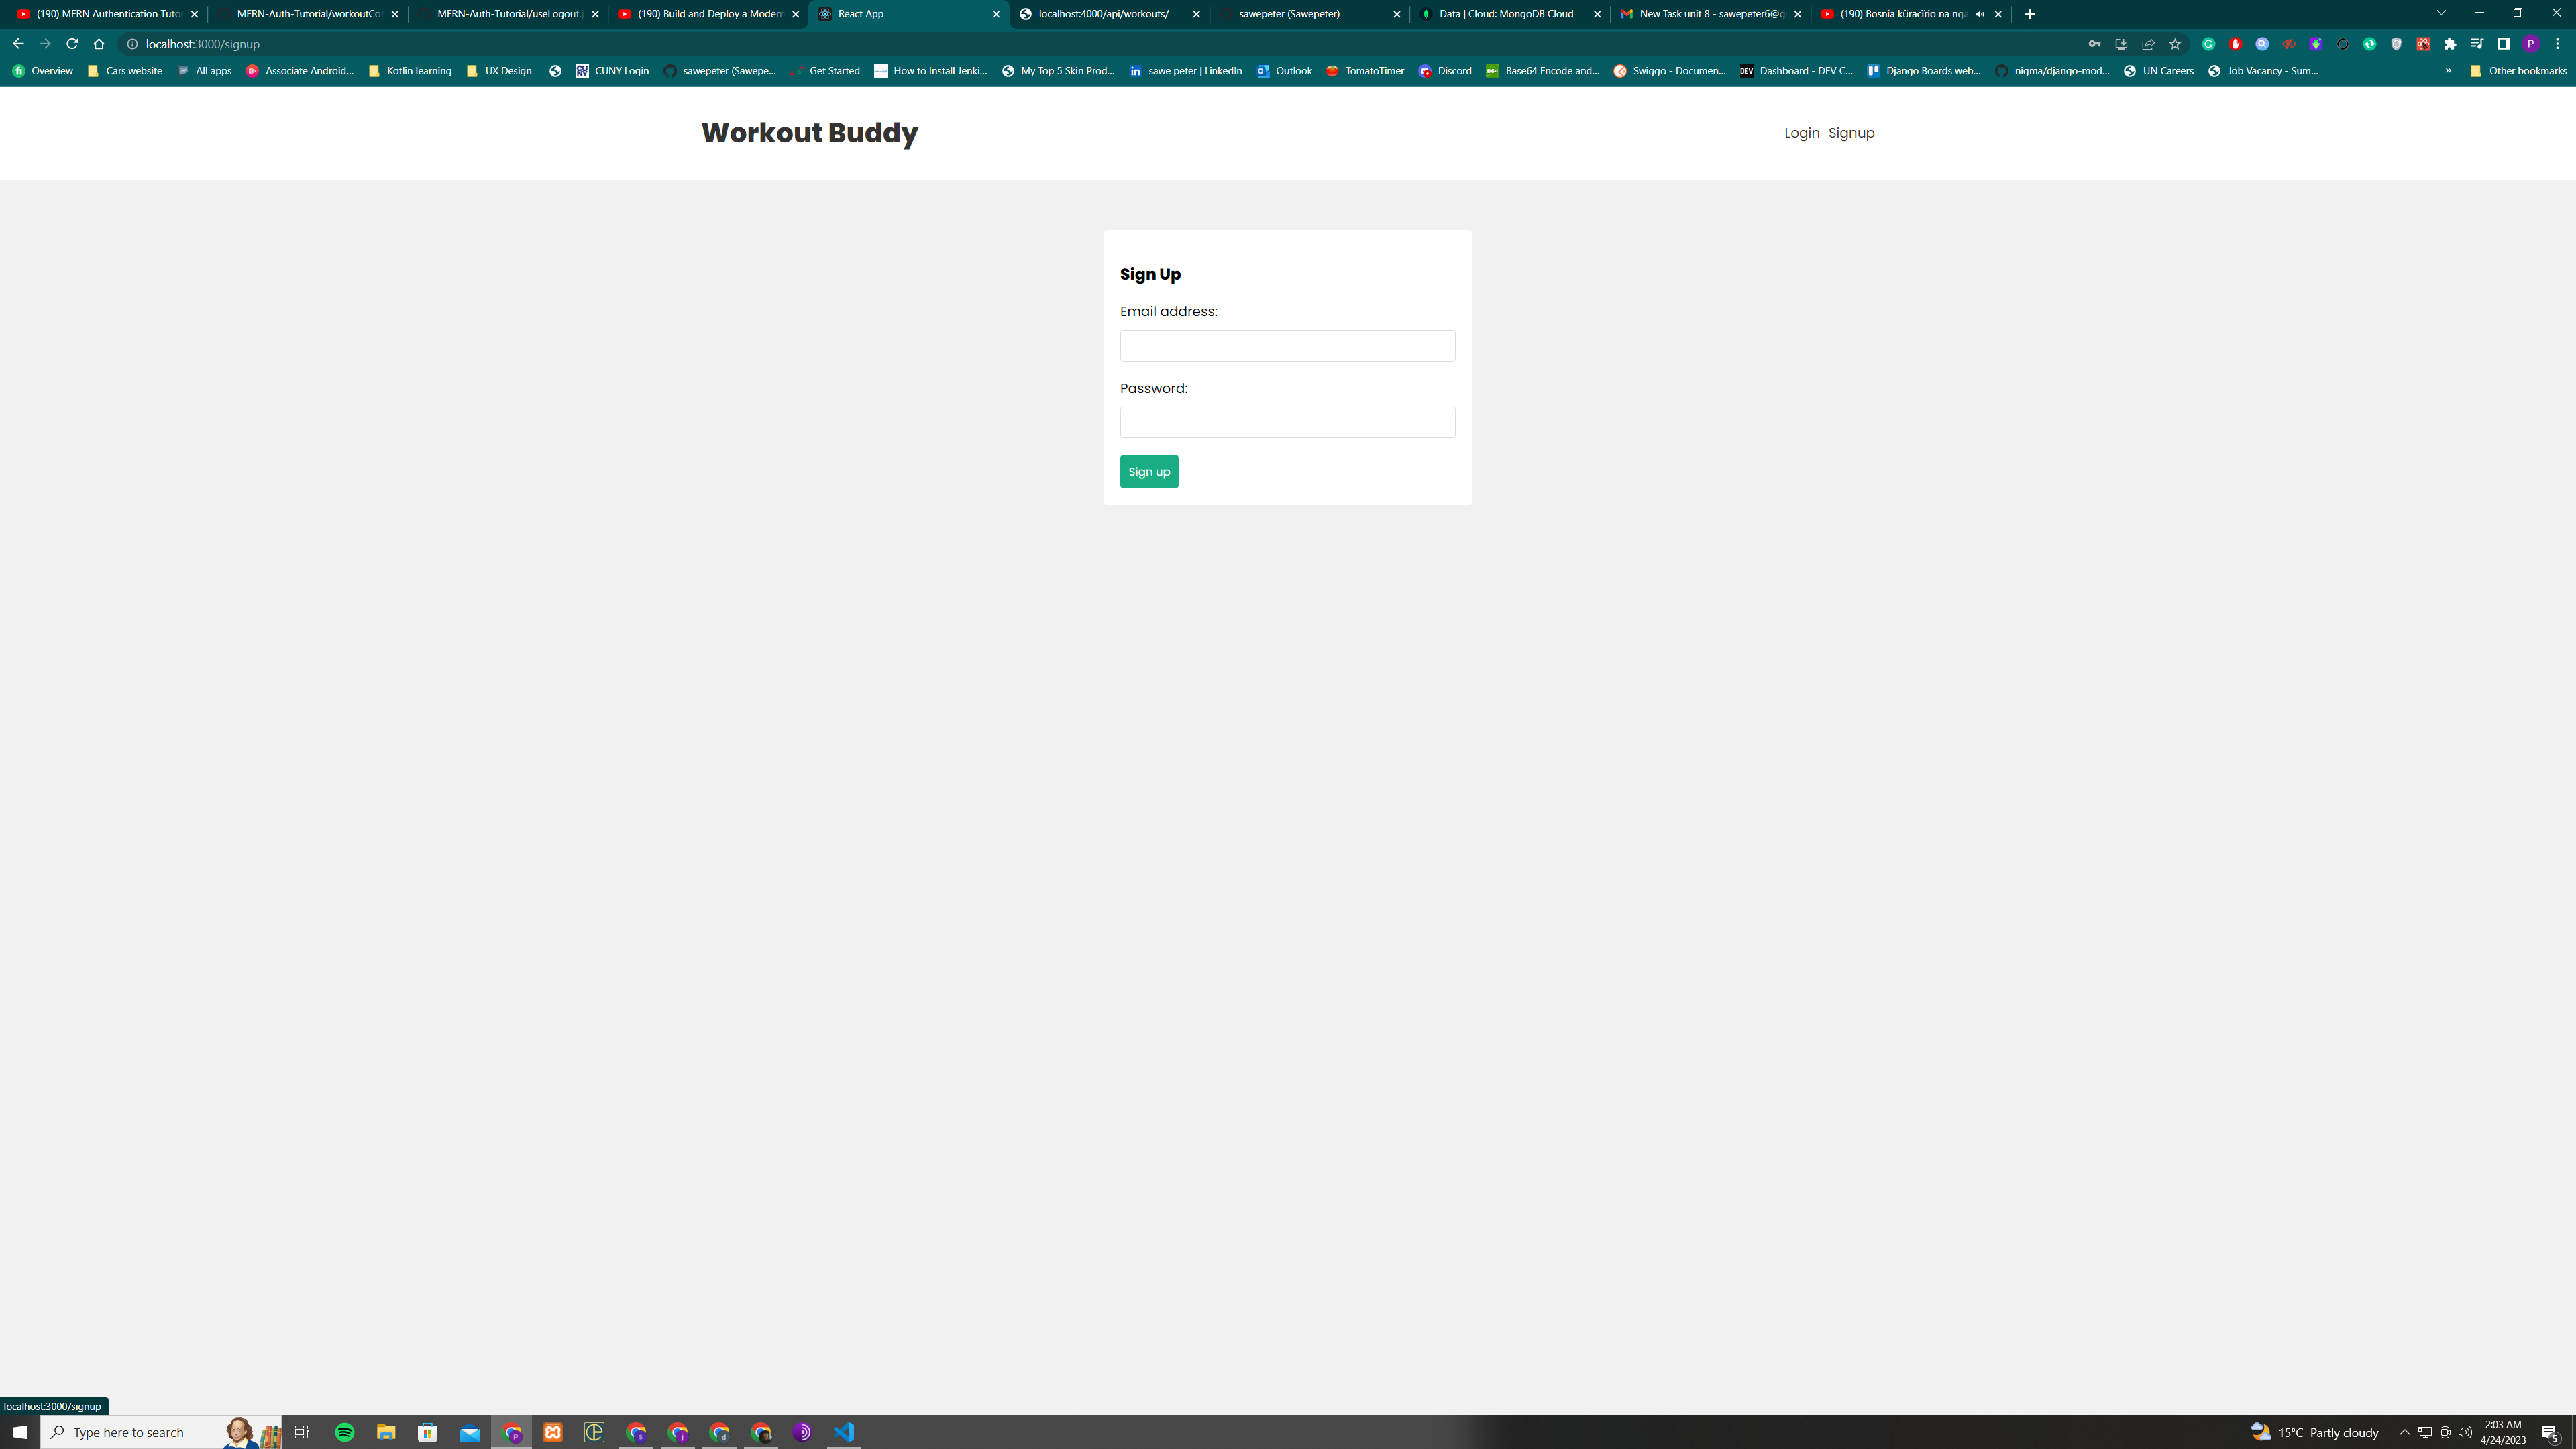 (190) MERN Authentication Tutor
MERN-Auth-Tutorial/workoutCor
MERN-Auth-Tutorial/useLogout.j
(190) Build and Deploy a Modern
React App
localhost:4000/api/workouts/
sawepeter (Sawepeter)
Data | Cloud: MongoDB Cloud
New Task unit 8 - sawepeter6@g
(190) Bosnia kūracīrio na nga
localhost:3000/signup
P
Overview
Cars website
All apps
Associate Android...
Kotlin learning
UX Design
CUNY Login
sawepeter (Sawepe...
Get Started
How to Install Jenki...
My Top 5 Skin Prod...
sawe peter | LinkedIn
Outlook
TomatoTimer
Discord
Base64 Encode and...
Swiggo - Documen...
Dashboard - DEV C...
Django Boards web...
nigma/django-mod...
UN Careers
Job Vacancy - Sum...
»
Other bookmarks
Workout Buddy
Login Signup
Sign Up
Email address:
Password:
Sign up
localhost:3000/signup
Type here to search
15°C Partly cloudy
2:03 AM
4/24/2023
5